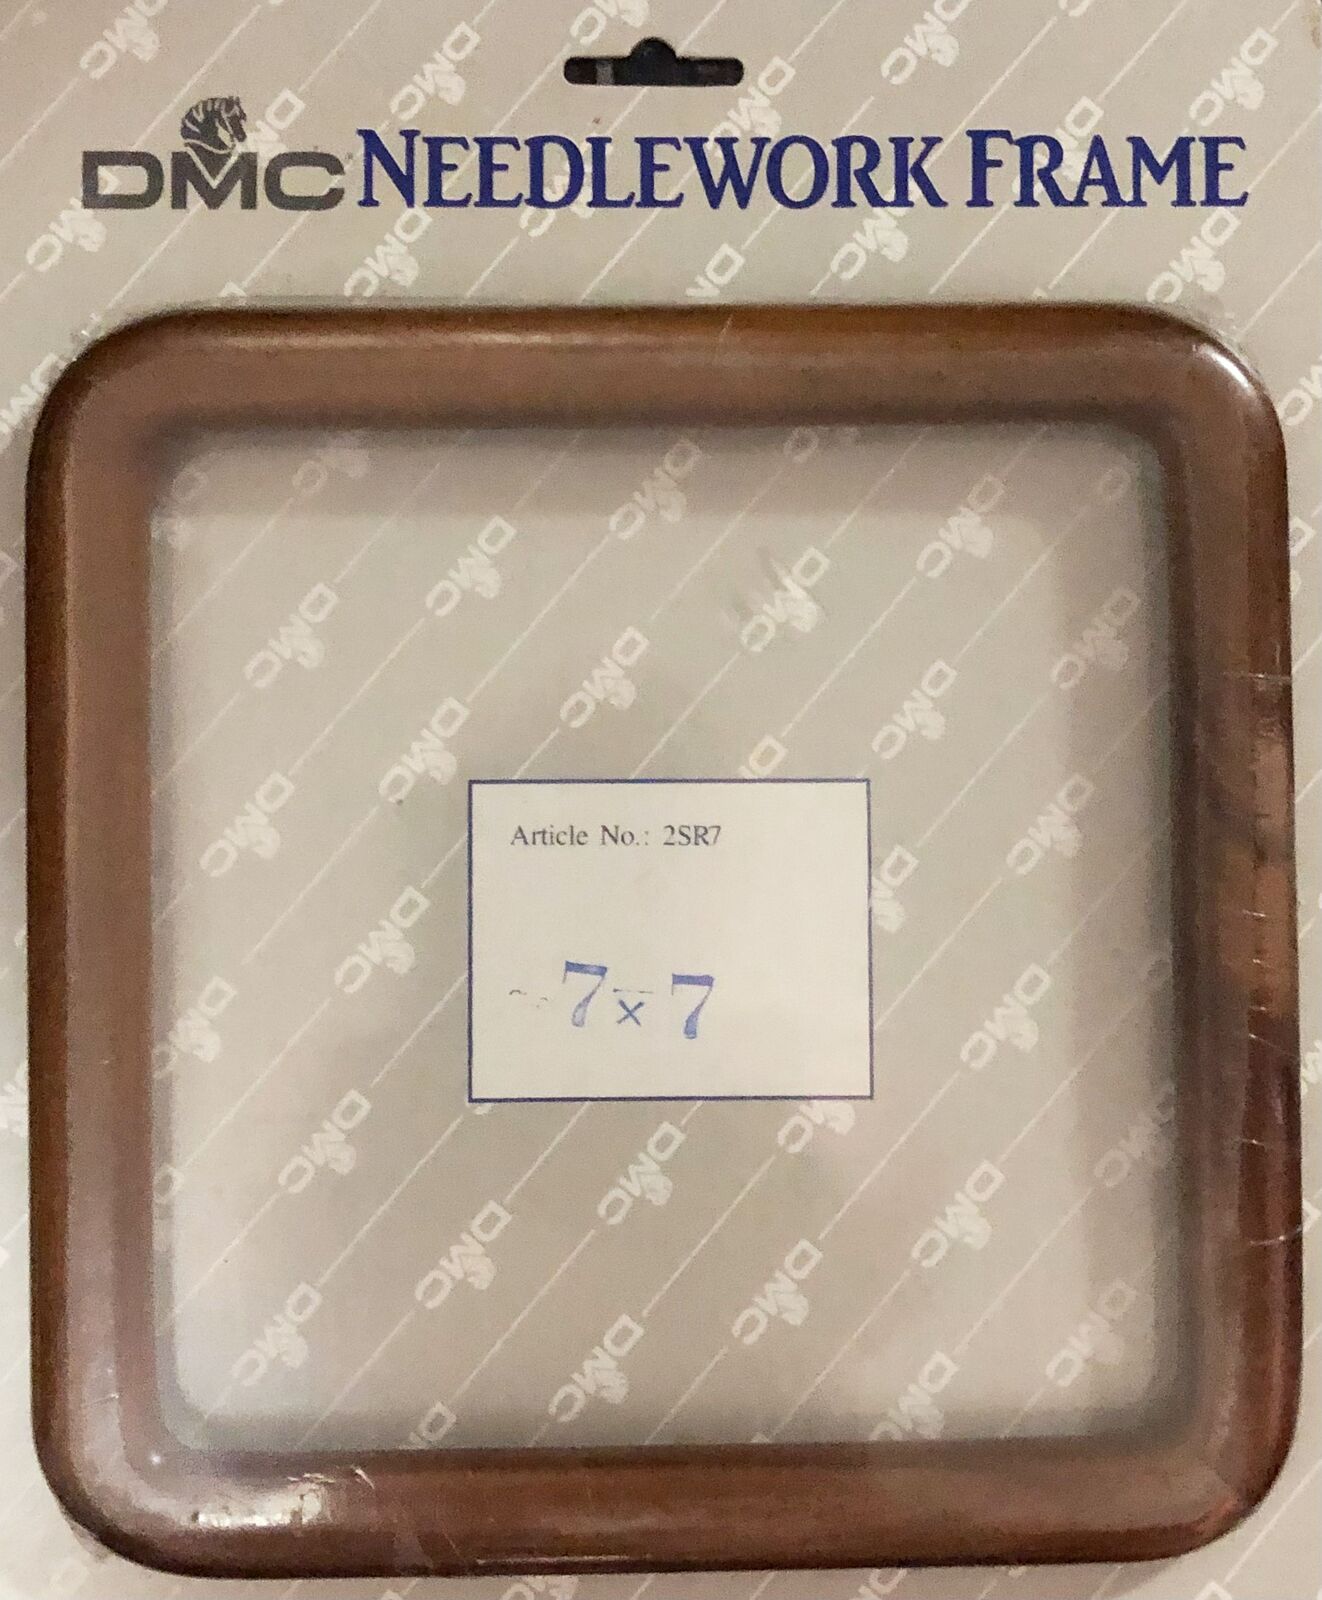 DMC NEEDLEWORK FRAME
Article No.: 2SR7
7 x 7